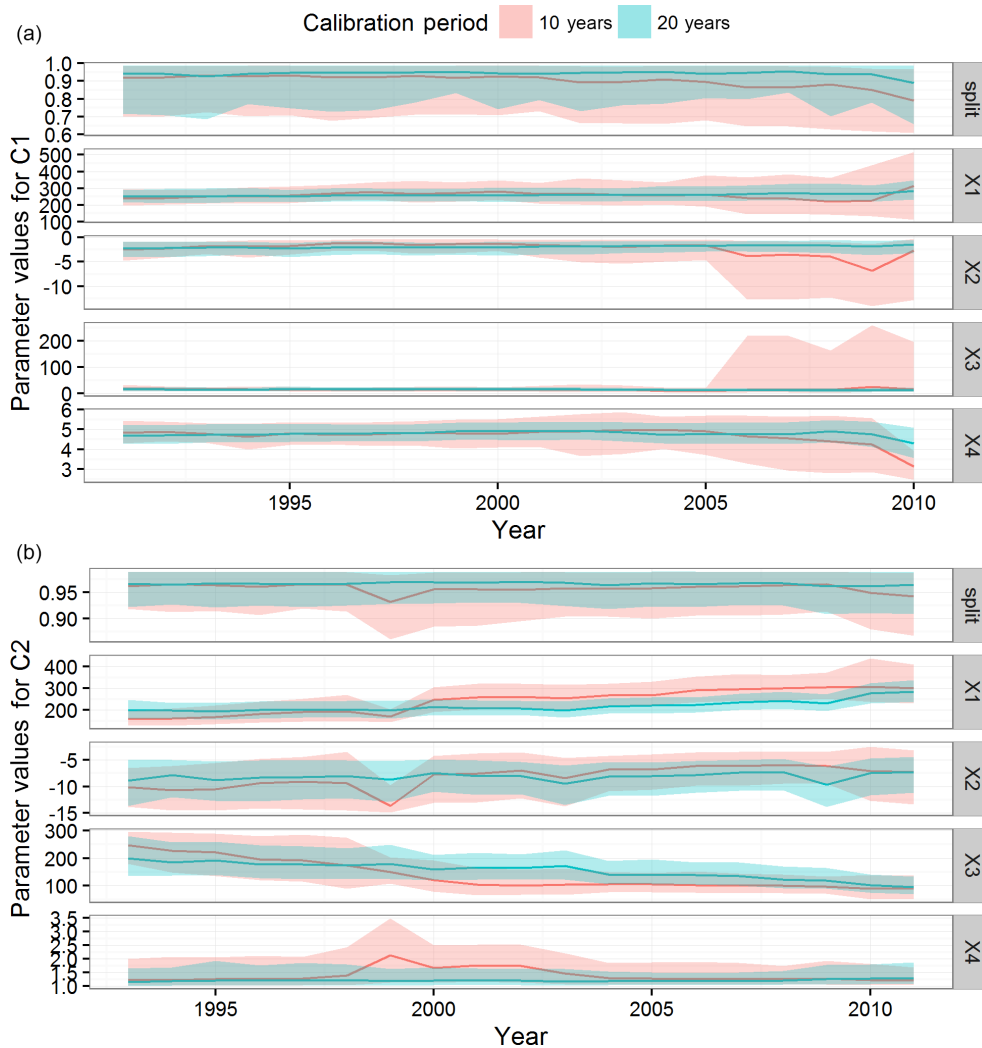 Calibration period 10 years 20 years
(a)
Parameter values for C1
1.0
0.9
0.8
0.7
0.6
split
500
400
300
200
100
X1
0
-5
-10
X2
200
100
0
X3
6
5
4
3
X4
1995 2000 2005 2010
Year
(b)
Parameter values for C2
0.95
0.90
split
400
300
200
X1
-5
-10
-15
X2
300
200
100
X3
3.5
3.0
2.5
2.0
1.5
1.0
X4
1995 2000 2005 2010
Year